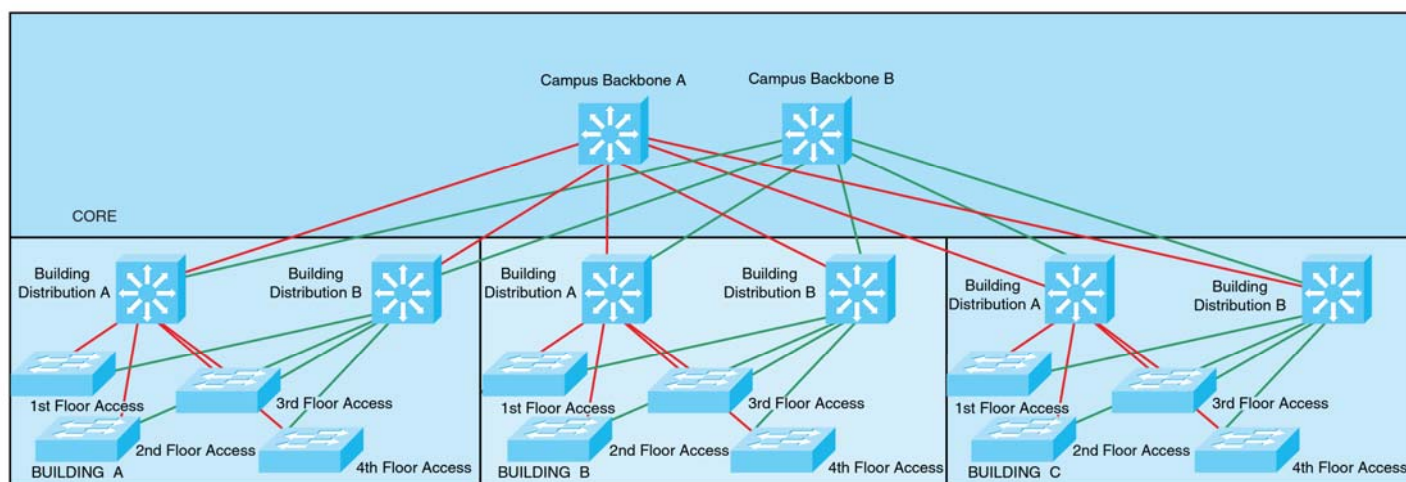 Campus Backbone A
Campus Backbone B
CORE
Building
Distribution A
Building
Distribution B
1st Floor Access
3rd Floor Access
2nd Floor Access
4th Floor Access
BUILDING A
Building
Distribution A
Building
Distribution B
1st Floor Access
3rd Floor Access
2nd Floor Access
4th Floor Access
BUILDING B
Building
Distribution A
Building
Distribution B
1st Floor Access
3rd Floor Access
2nd Floor Access
4th Floor Access
BUILDING C